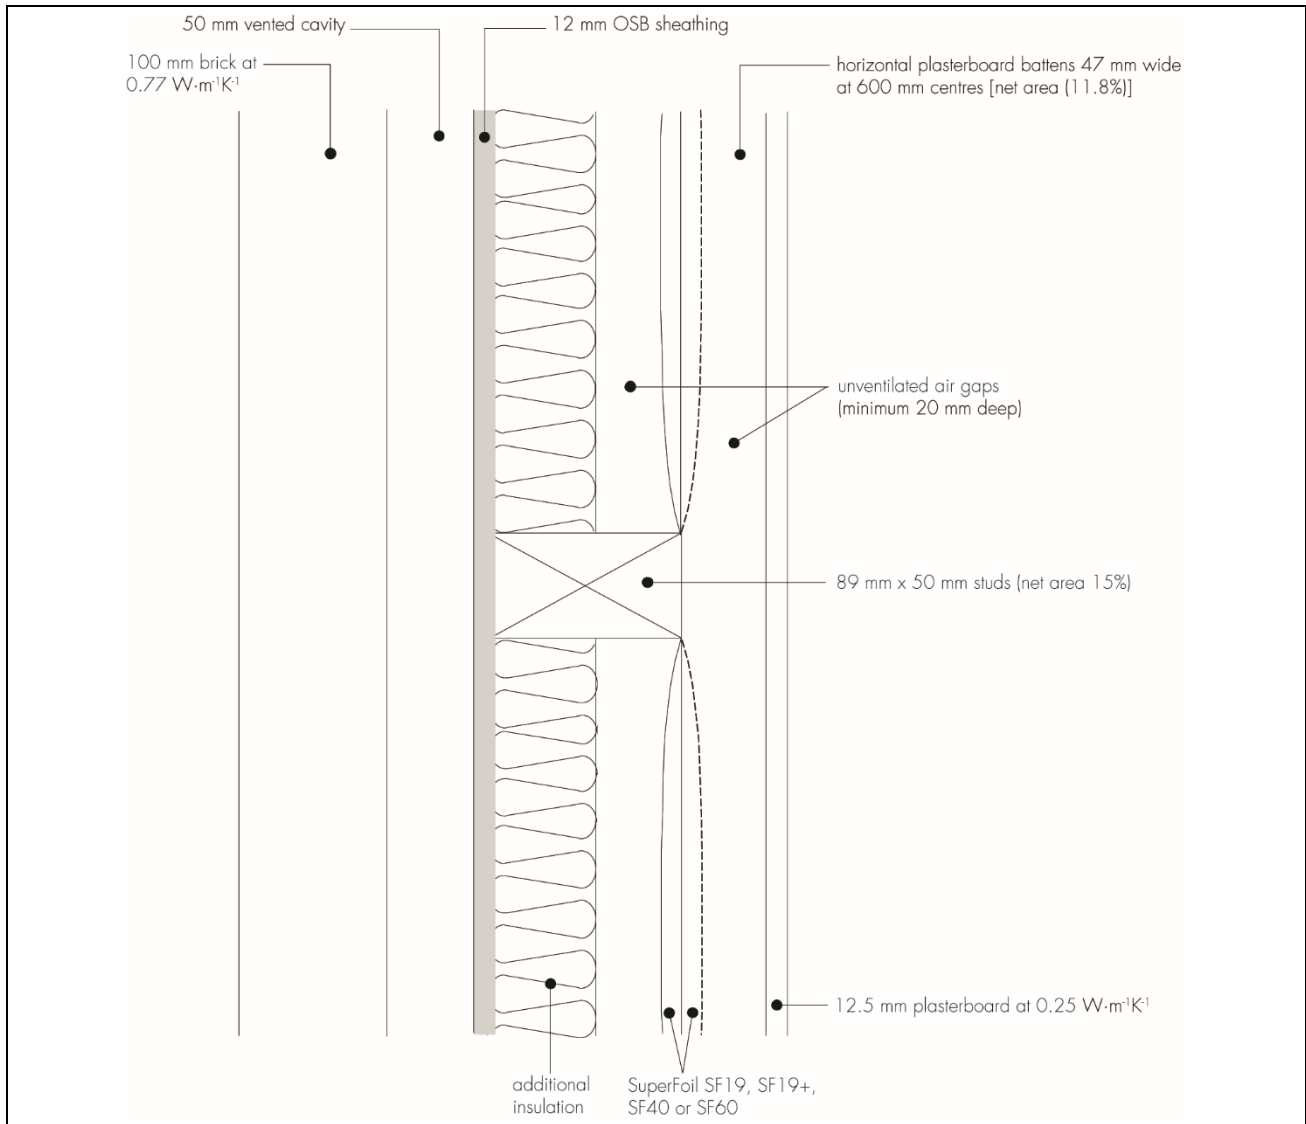 50 mm vented cavity
12 mm OSB sheathing
100 mm brick at
0.77 W·m⁻¹K⁻¹
horizontal plasterboard battens 47 mm wide
at 600 mm centres [net area (11.8%)]
unventilated air gaps
(minimum 20 mm deep)
89 mm x 50 mm studs (net area 15%)
12.5 mm plasterboard at 0.25 W·m⁻¹K⁻¹
additional
insulation
SuperFoil SF19, SF19+,
SF40 or SF60